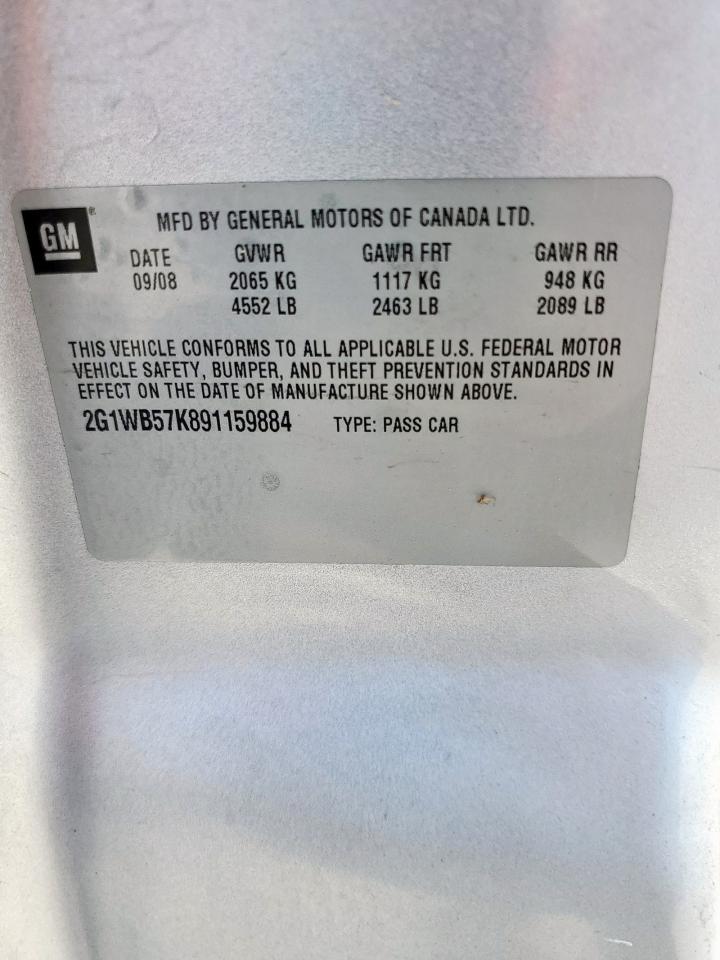 GM®
MFD BY GENERAL MOTORS OF CANADA LTD.
DATE GVWR GAWR FRT GAWR RR
09/08 2065 KG 1117 KG 948 KG
4552 LB 2463 LB 2089 LB
THIS VEHICLE CONFORMS TO ALL APPLICABLE U.S. FEDERAL MOTOR
VEHICLE SAFETY, BUMPER, AND THEFT PREVENTION STANDARDS IN
EFFECT ON THE DATE OF MANUFACTURE SHOWN ABOVE.
2G1WB57K891159884 TYPE: PASS CAR